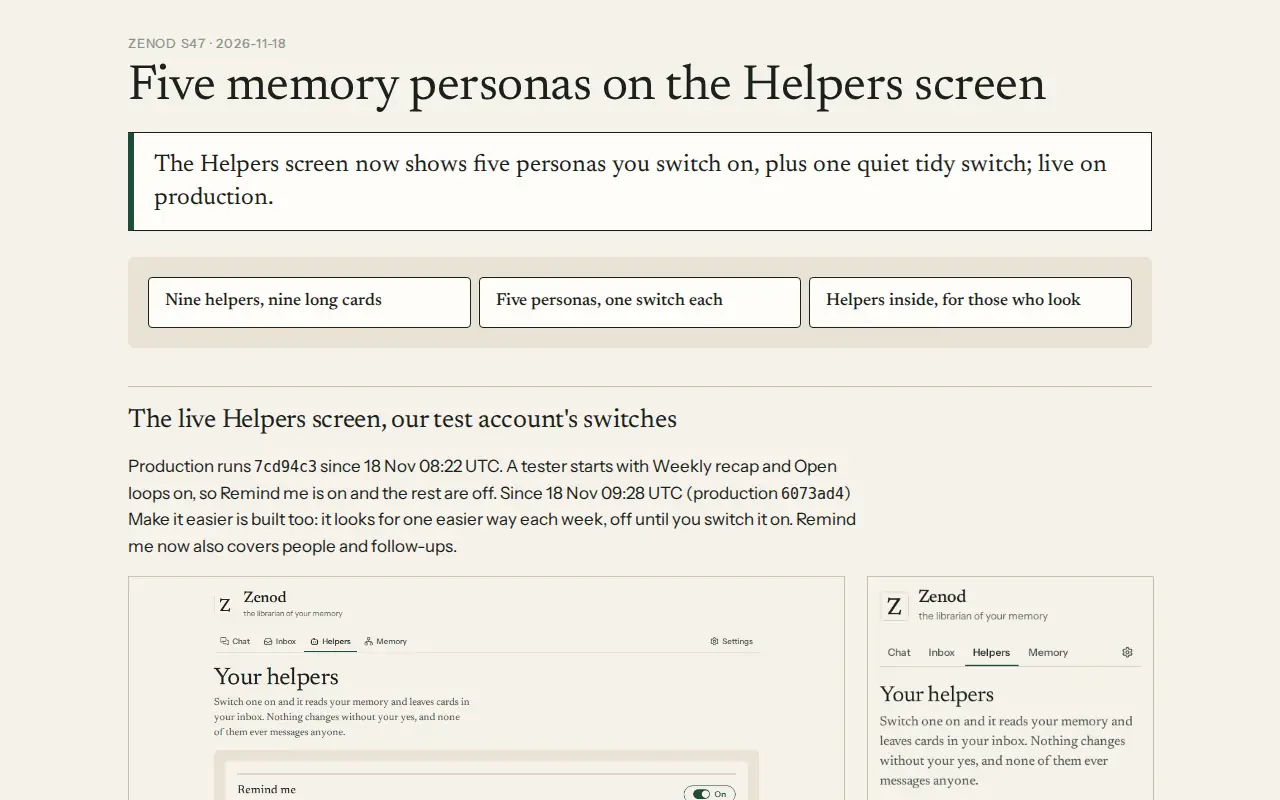 ZENOD S47 · 2026-11-18
Five memory personas on the Helpers screen
The Helpers screen now shows five personas you switch on, plus one quiet tidy switch; live on
production.
Nine helpers, nine long cards
Five personas, one switch each
Helpers inside, for those who look
The live Helpers screen, our test account's switches
Production runs 7cd94c3 since 18 Nov 08:22 UTC. A tester starts with Weekly recap and Open
loops on, so Remind me is on and the rest are off. Since 18 Nov 09:28 UTC (production 6073ad4)
Make it easier is built too: it looks for one easier way each week, off until you switch it on. Remind
me now also covers people and follow-ups.
Z
Zenod
the librarian of your memory
Chat
Inbox
Helpers
Memory
Settings
Your helpers
Switch one on and it reads your memory and leaves cards in
your inbox. Nothing changes without your yes, and none
of them ever messages anyone.
Remind me
On
Z
Zenod
the librarian of your memory
Chat
Inbox
Helpers
Memory
Your helpers
Switch one on and it reads your memory and
leaves cards in your inbox. Nothing changes
without your yes, and none of them ever
messages anyone.